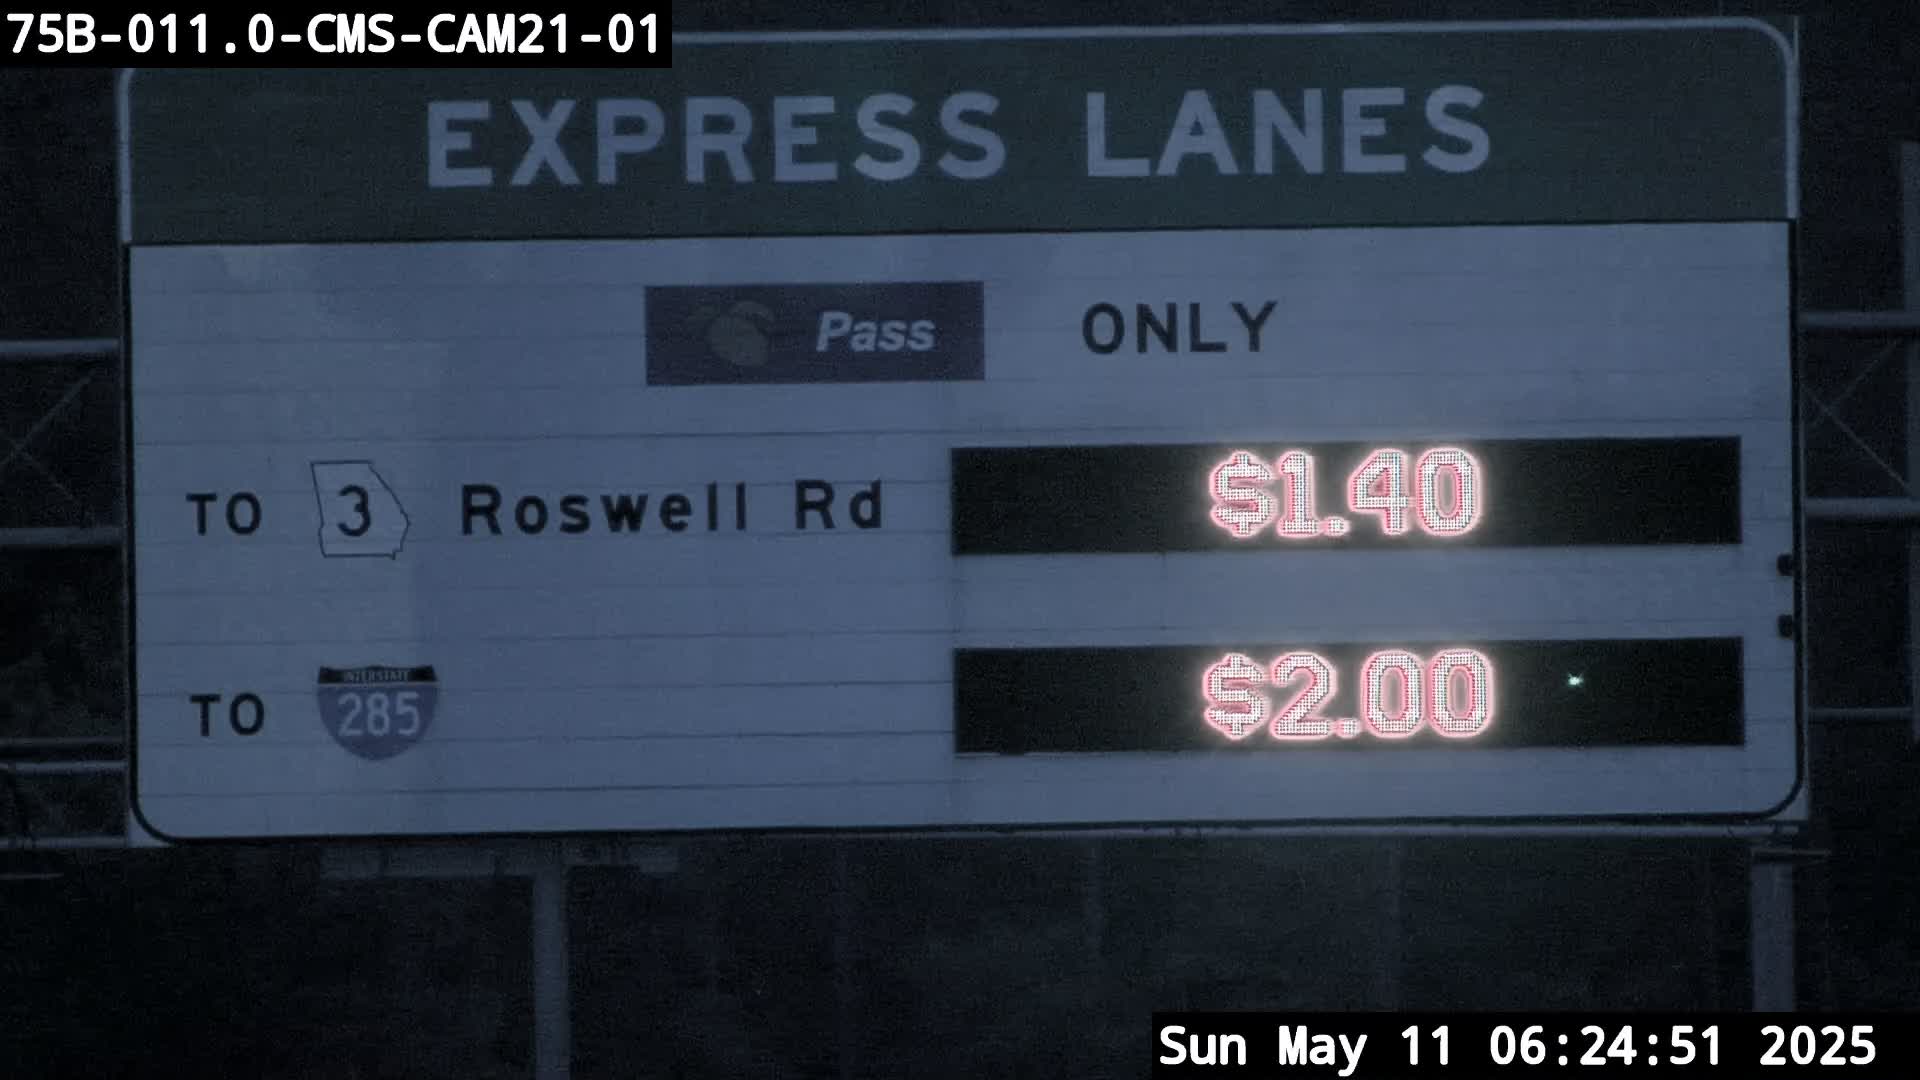 75B-011.0-CMS-CAM21-01
EXPRESS LANES
Pass ONLY
TO 3 Roswell Rd $1.40
INTERSTATE
TO 285 $2.00
Sun May 11 06:24:51 2025